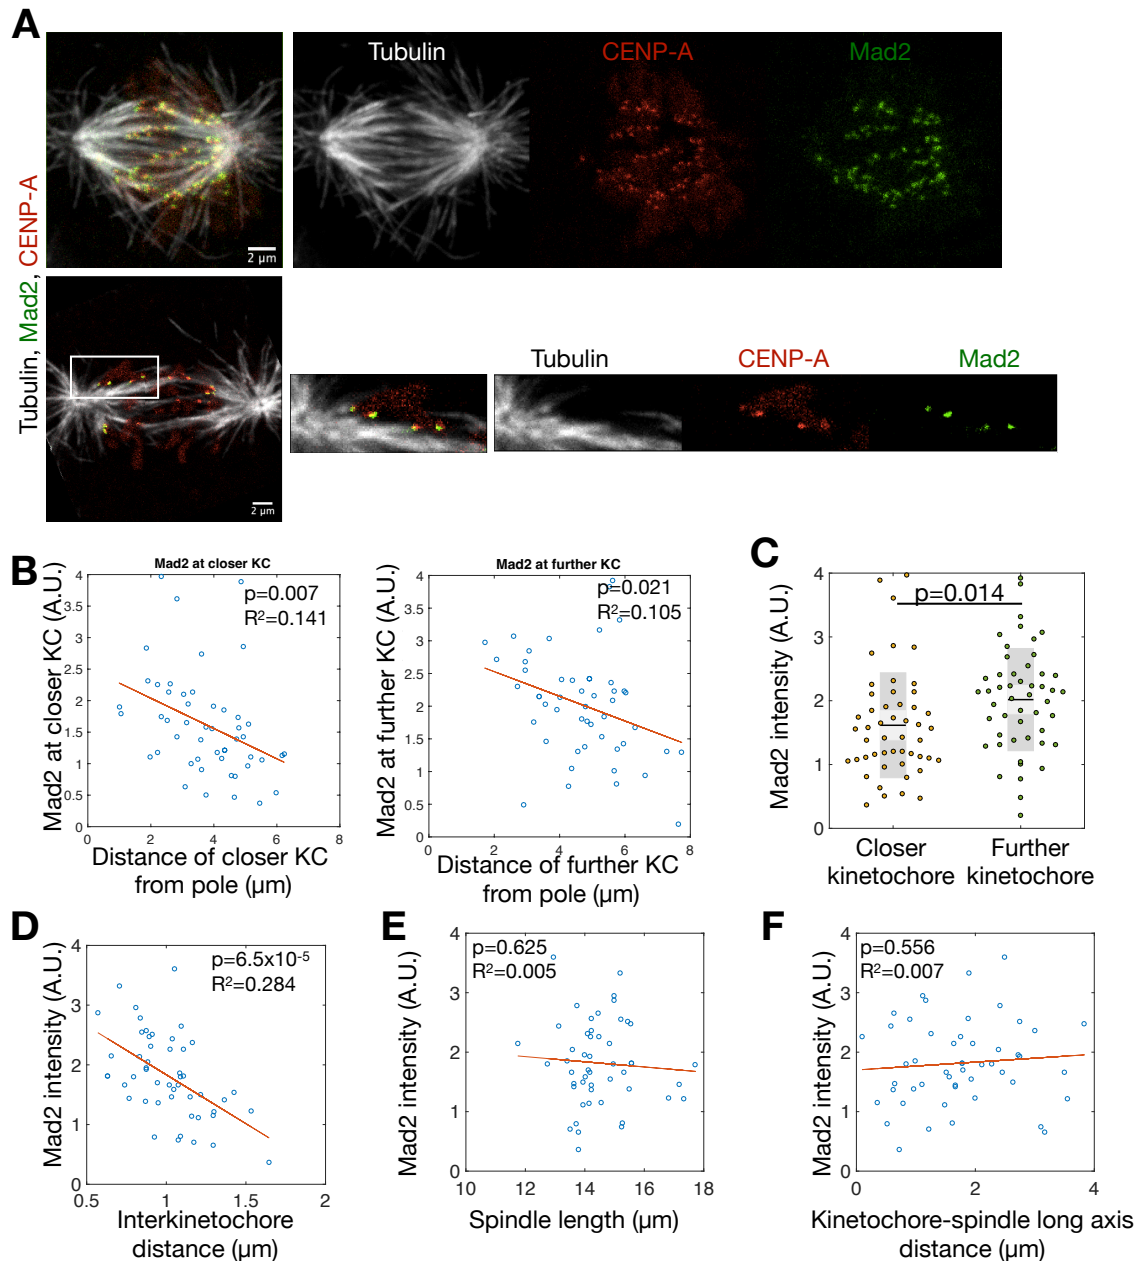 A
Tubulin, Mad2, CENP-A
Tubulin
CENP-A
Mad2
2 µm
2 µm
Tubulin
CENP-A
Mad2
B
Mad2 at closer KC
p=0.007
R²=0.141
Mad2 at closer KC (A.U.)
4
3.5
3
2.5
2
1.5
1
0.5
0
0
2
4
6
8
Distance of closer KC
from pole (µm)
Mad2 at further KC
p=0.021
R²=0.105
Mad2 at further KC (A.U.)
4
3.5
3
2.5
2
1.5
1
0.5
0
0
2
4
6
8
Distance of further KC
from pole (µm)
C
p=0.014
Mad2 intensity (A.U.)
4
3
2
1
0
Closer
kinetochore
Further
kinetochore
D
p=6.5x10⁻⁵
R²=0.284
Mad2 intensity (A.U.)
4
3
2
1
0
0.5
1
1.5
2
Interkinetochore
distance (µm)
E
p=0.625
R²=0.005
Mad2 intensity (A.U.)
4
3
2
1
0
10
12
14
16
18
Spindle length (µm)
F
p=0.556
R²=0.007
Mad2 intensity (A.U.)
4
3
2
1
0
0
2
4
Kinetochore-spindle long axis
distance (µm)